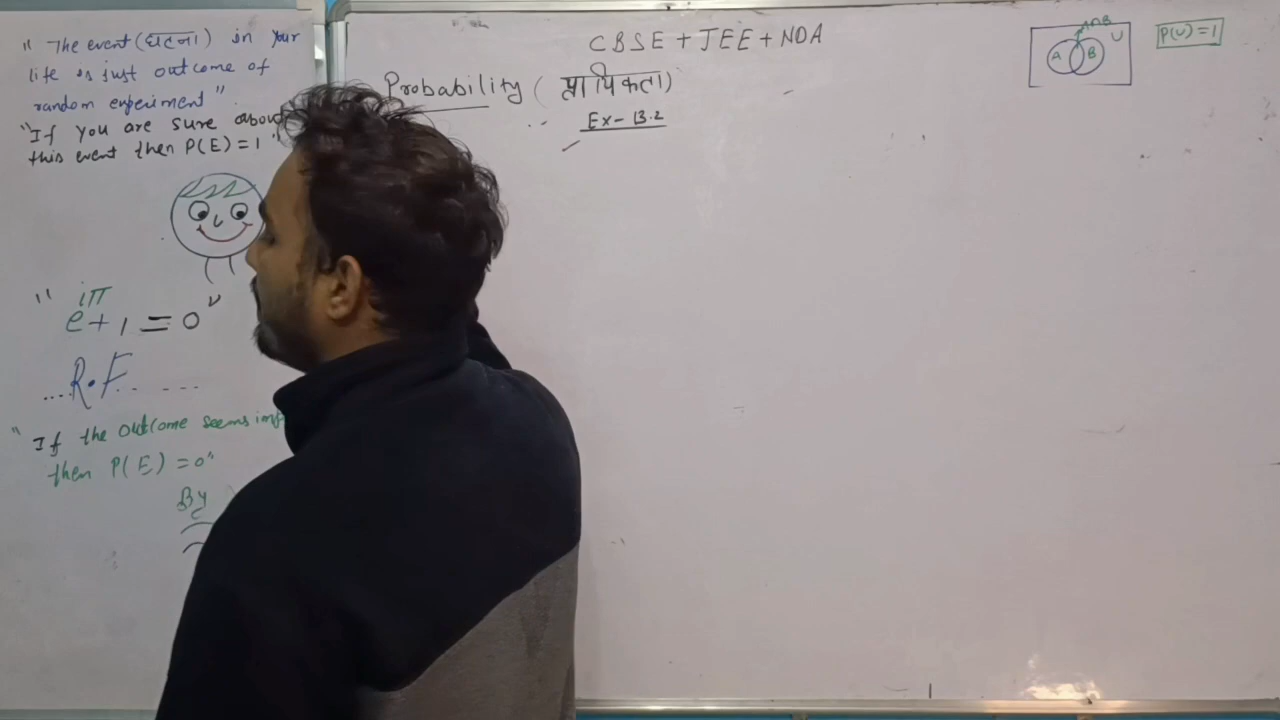 " The event (घटना) in your
life is just outcome of
random experiment"
"If you are sure about
this event then P(E) = 1"
" e^iπ + 1 = 0 "
....R.F.. ...
" If the outcome seems
then P(E) = 0"
By
CBSE + JEE + NDA
Probability (प्रायिकता)
Ex - 13.2
A∩B
A B U
P(U) = 1